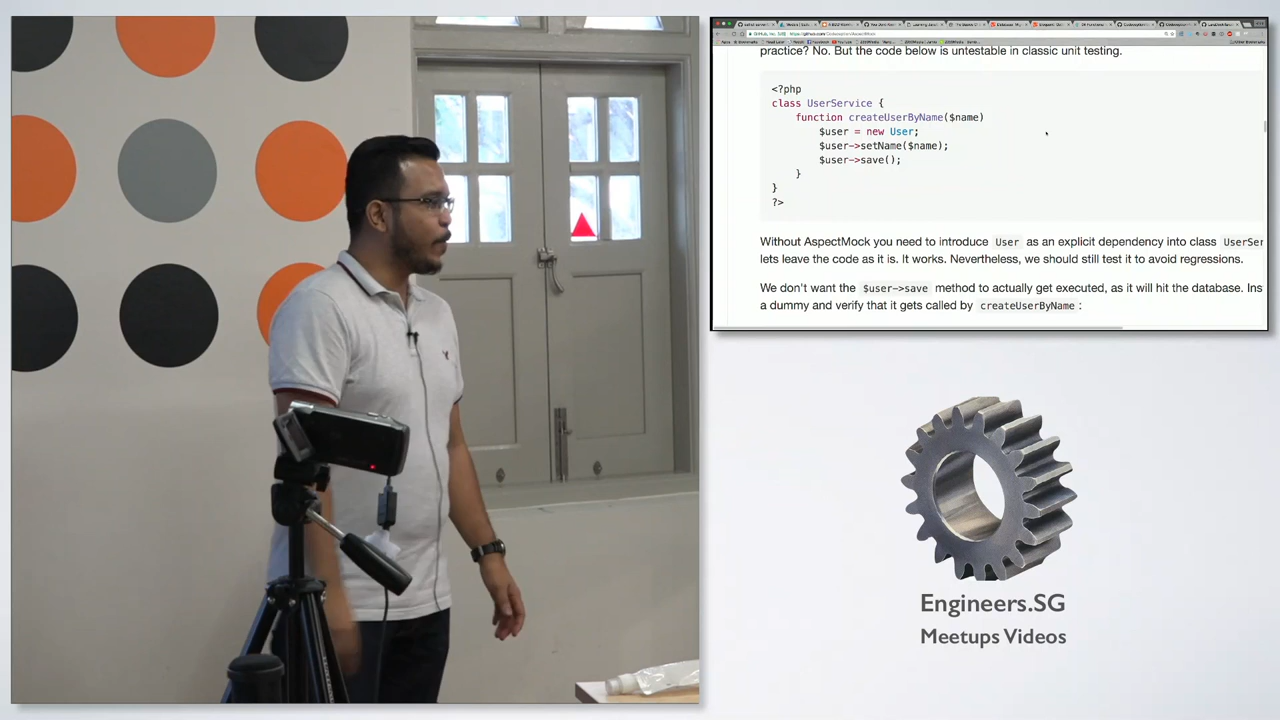 practice? No. But the code below is untestable in classic unit testing.
<?php
class UserService {
function createUserByName($name)
$user = new User;
$user->setName($name);
$user->save();
}
}
?>
Without AspectMock you need to introduce User as an explicit dependency into class UserSer
lets leave the code as it is. It works. Nevertheless, we should still test it to avoid regressions.
We don't want the $user->save method to actually get executed, as it will hit the database. Ins
a dummy and verify that it gets called by createUserByName :
Engineers.SG
Meetups Videos